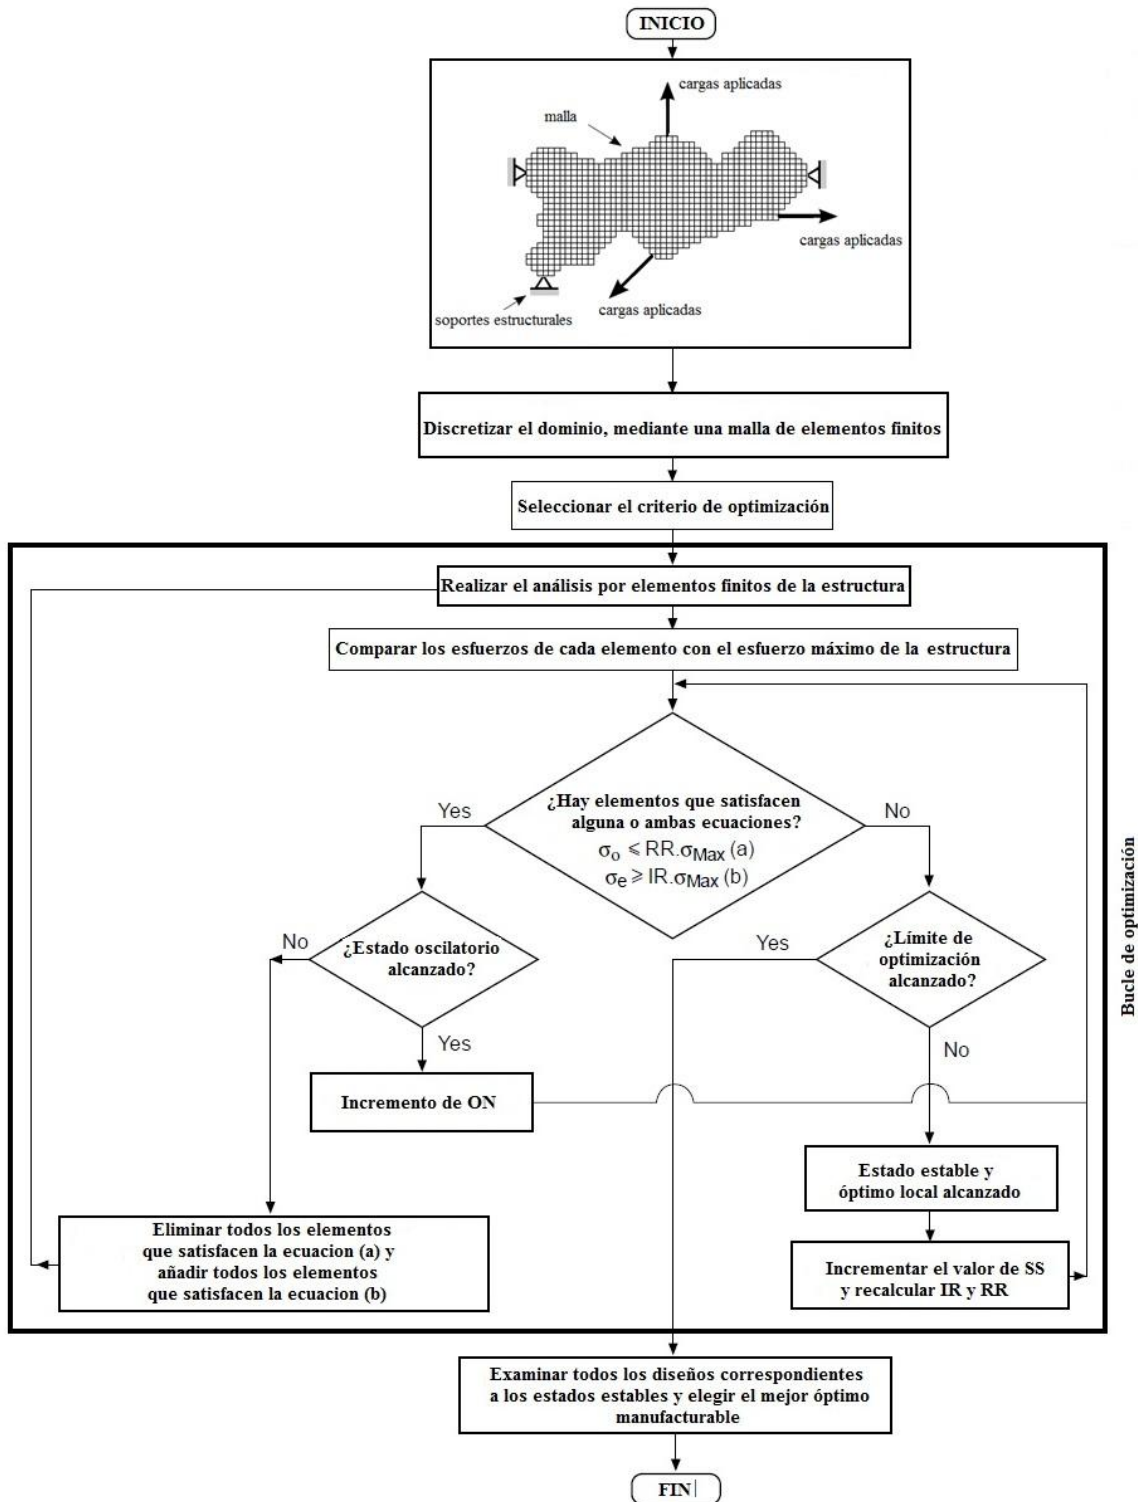 INICIO
cargas aplicadas
malla
cargas aplicadas
cargas aplicadas
soportes estructurales
Discretizar el dominio, mediante una malla de elementos finitos
Seleccionar el criterio de optimización
Realizar el análisis por elementos finitos de la estructura
Comparar los esfuerzos de cada elemento con el esfuerzo máximo de la estructura
¿Hay elementos que satisfacen
alguna o ambas ecuaciones?
σo ⩽ RR.σMax (a)
σe ⩾ IR.σMax (b)
Yes
No
¿Estado oscilatorio
alcanzado?
No
Yes
¿Límite de
optimización
alcanzado?
Yes
No
Incremento de ON
Estado estable y
óptimo local alcanzado
Incrementar el valor de SS
y recalcular IR y RR
Eliminar todos los elementos
que satisfacen la ecuacion (a) y
añadir todos los elementos
que satisfacen la ecuacion (b)
Bucle de optimización
Examinar todos los diseños correspondientes
a los estados estables y elegir el mejor óptimo
manufacturable
FIN